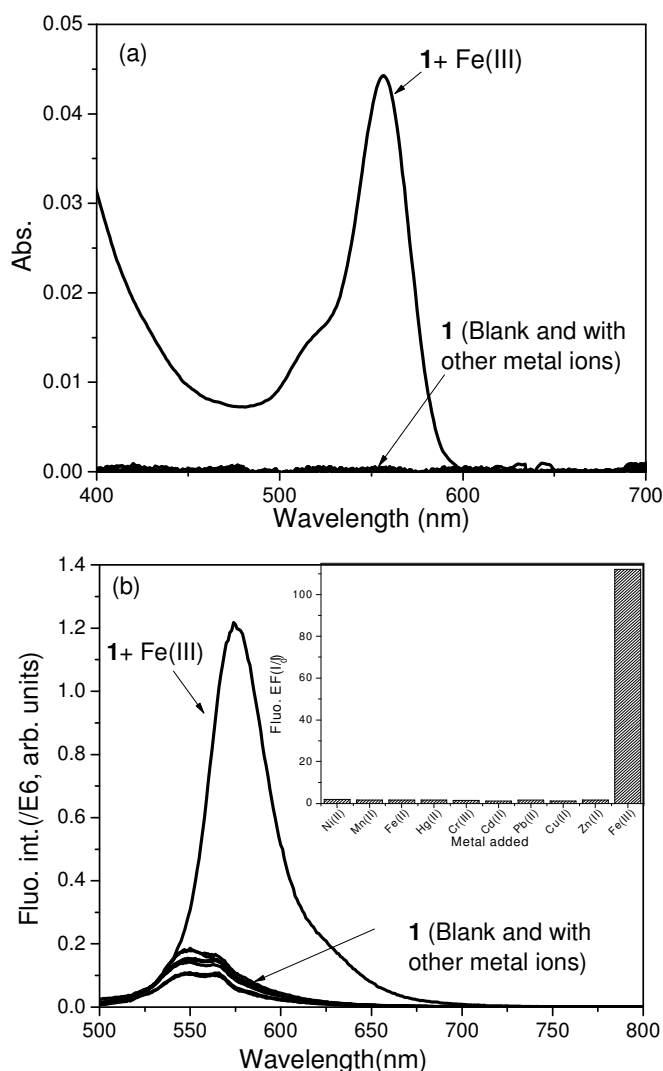 (a)
1+ Fe(III)
1 (Blank and with
other metal ions)
Abs.
0.05
0.04
0.03
0.02
0.01
0.00
400 500 600 700
Wavelength (nm)
(b)
1+ Fe(III)
1 (Blank and with
other metal ions)
Fluo. int.(/E6, arb. units)
1.4
1.2
1.0
0.8
0.6
0.4
0.2
0.0
500 550 600 650 700 750 800
Wavelength(nm)
Fluo. EF(I/I0)
100
80
60
40
20
0
Ni(II) Mn(II) Fe(II) Hg(II) Cr(III) Cd(II) Pb(II) Cu(II) Zn(II) Fe(III)
Metal added